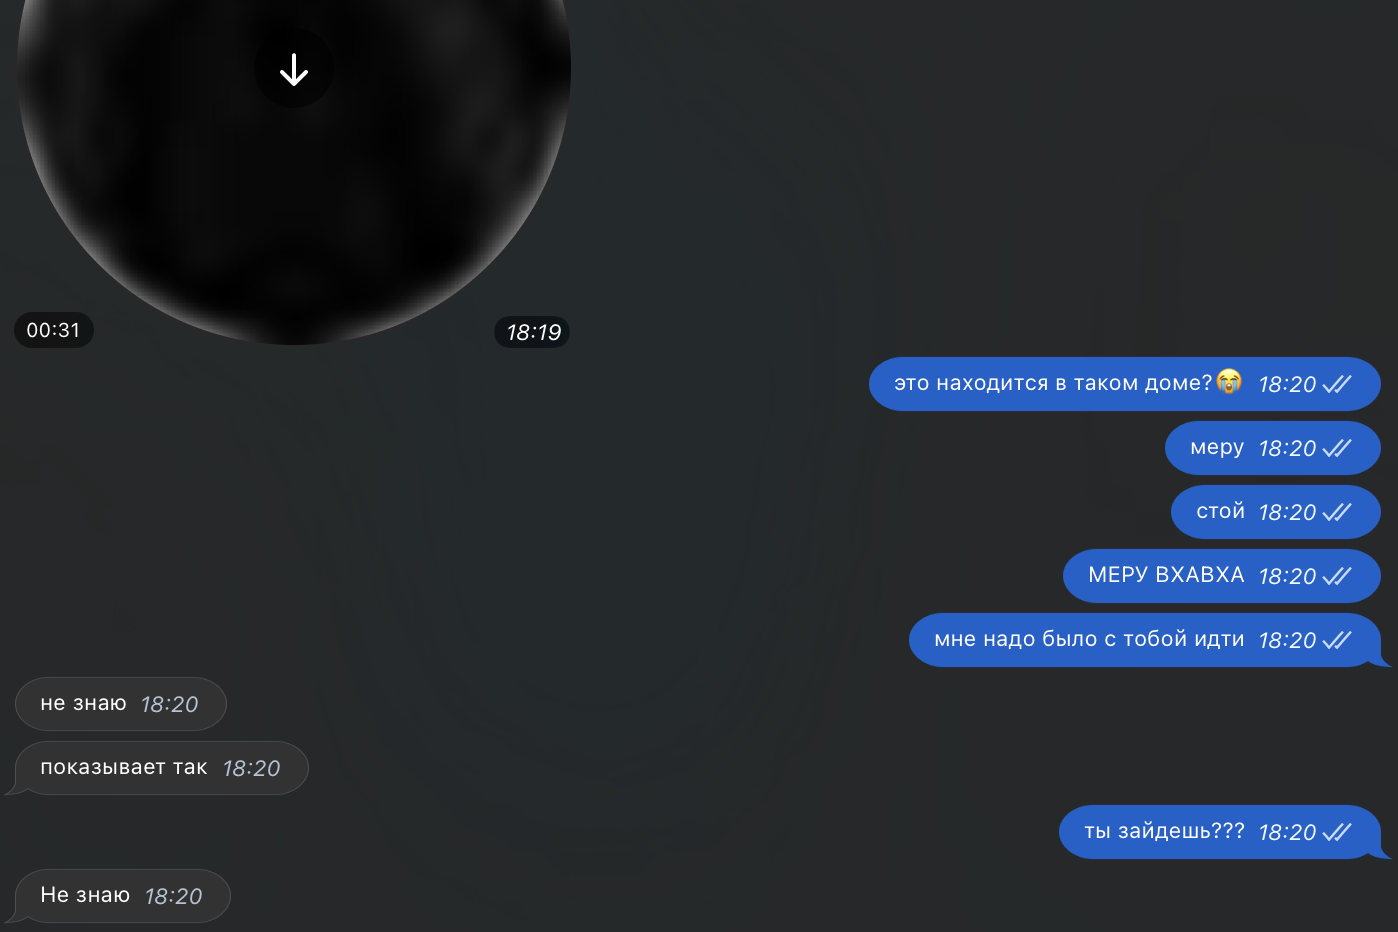 00:31
18:19
это находится в таком доме?😭 18:20
меру 18:20
стой 18:20
МЕРУ ВХАВХА 18:20
мне надо было с тобой идти 18:20
не знаю 18:20
показывает так 18:20
ты зайдешь??? 18:20
Не знаю 18:20